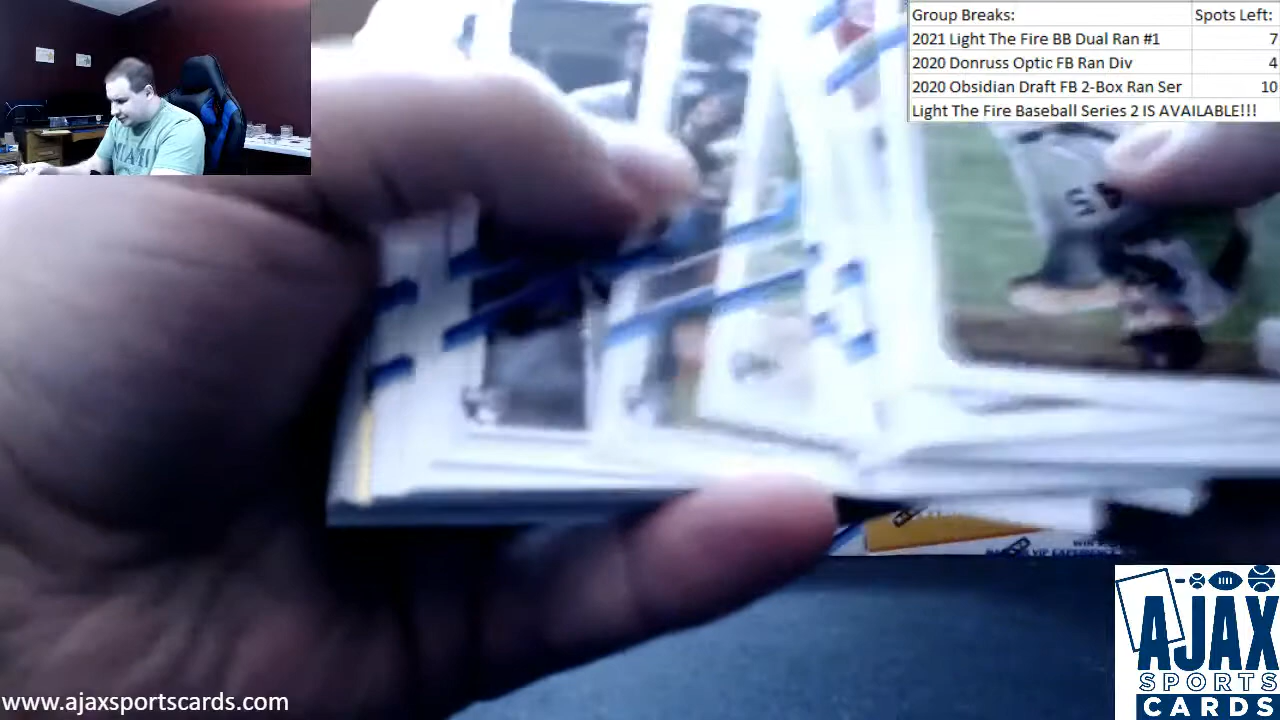 Group Breaks: Spots Left:
2021 Light The Fire BB Dual Ran #1 7
2020 Donruss Optic FB Ran Div 4
2020 Obsidian Draft FB 2-Box Ran Ser 10
Light The Fire Baseball Series 2 IS AVAILABLE!!!
AJAX
SPORTS
CARDS
www.ajaxsportscards.com